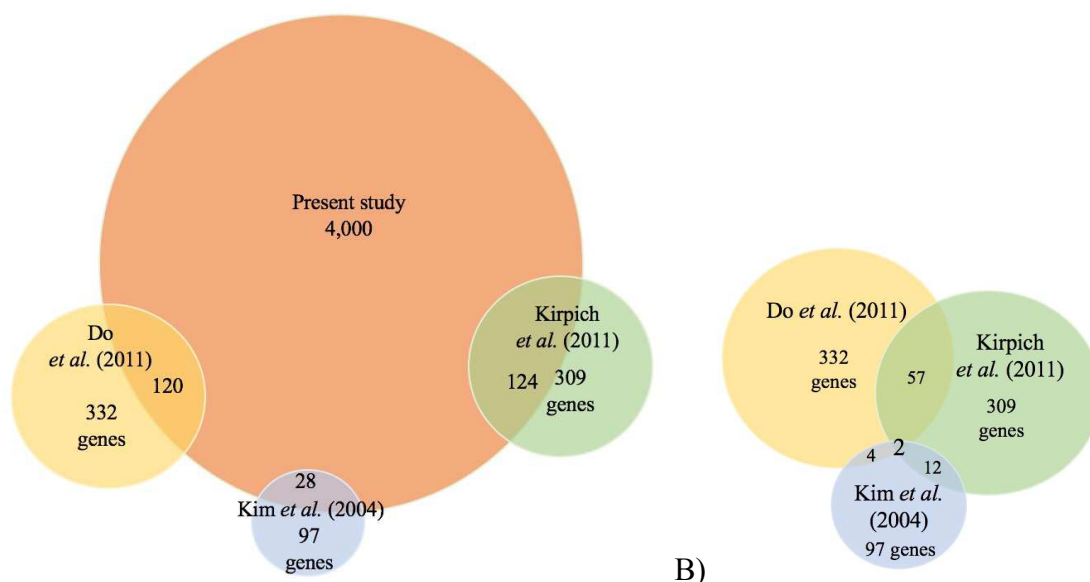 Present study
4,000
Do
et al. (2011)
120
332
genes
Kirpich
et al. (2011)
124
309
genes
28
Kim et al. (2004)
97
genes
Do et al. (2011)
332
genes
57
Kirpich
et al. (2011)
309
genes
4
2
12
Kim et al.
(2004)
97 genes
B)